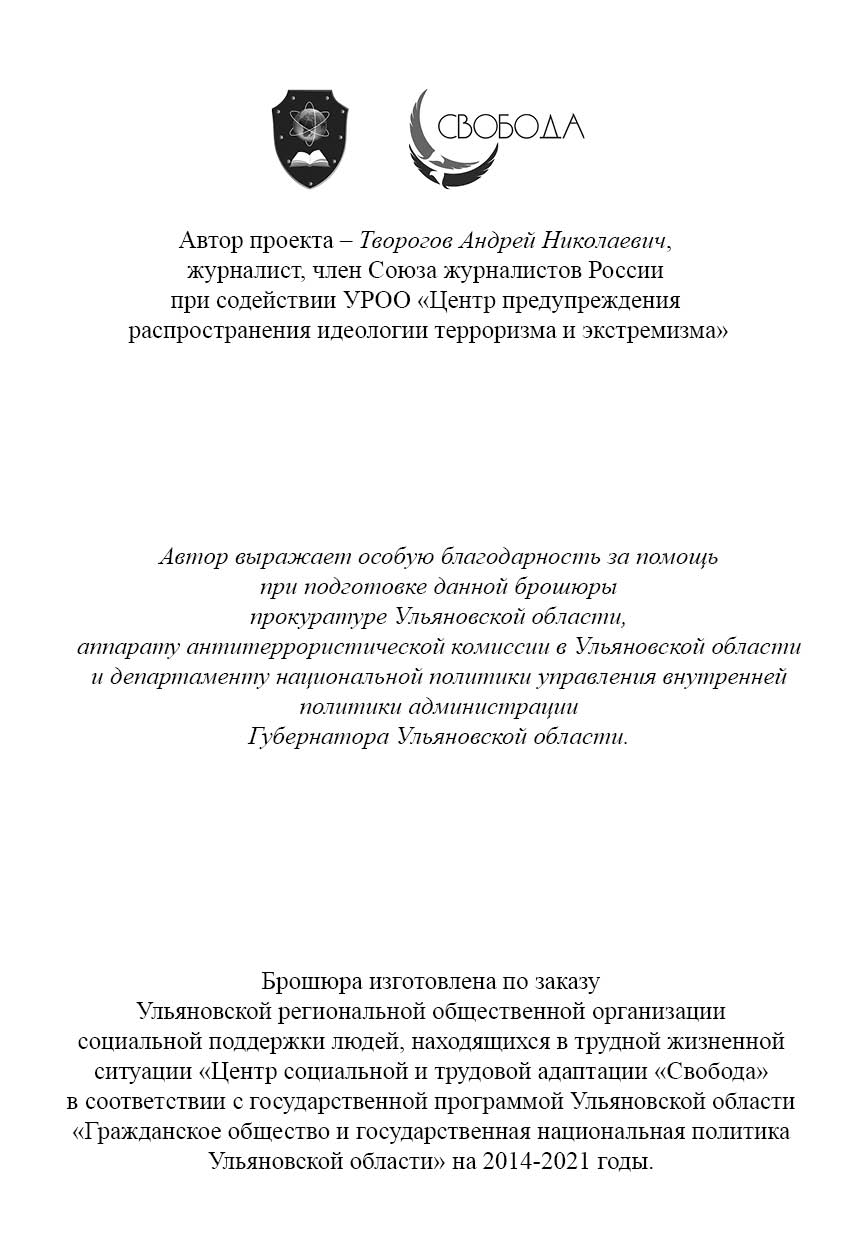 СВОБОДА
Автор проекта – Творогов Андрей Николаевич,
журналист, член Союза журналистов России
при содействии УРОО «Центр предупреждения
распространения идеологии терроризма и экстремизма»
Автор выражает особую благодарность за помощь
при подготовке данной брошюры
прокуратуре Ульяновской области,
аппарату антитеррористической комиссии в Ульяновской области
и департаменту национальной политики управления внутренней
политики администрации
Губернатора Ульяновской области.
Брошюра изготовлена по заказу
Ульяновской региональной общественной организации
социальной поддержки людей, находящихся в трудной жизненной
ситуации «Центр социальной и трудовой адаптации «Свобода»
в соответствии с государственной программой Ульяновской области
«Гражданское общество и государственная национальная политика
Ульяновской области» на 2014-2021 годы.